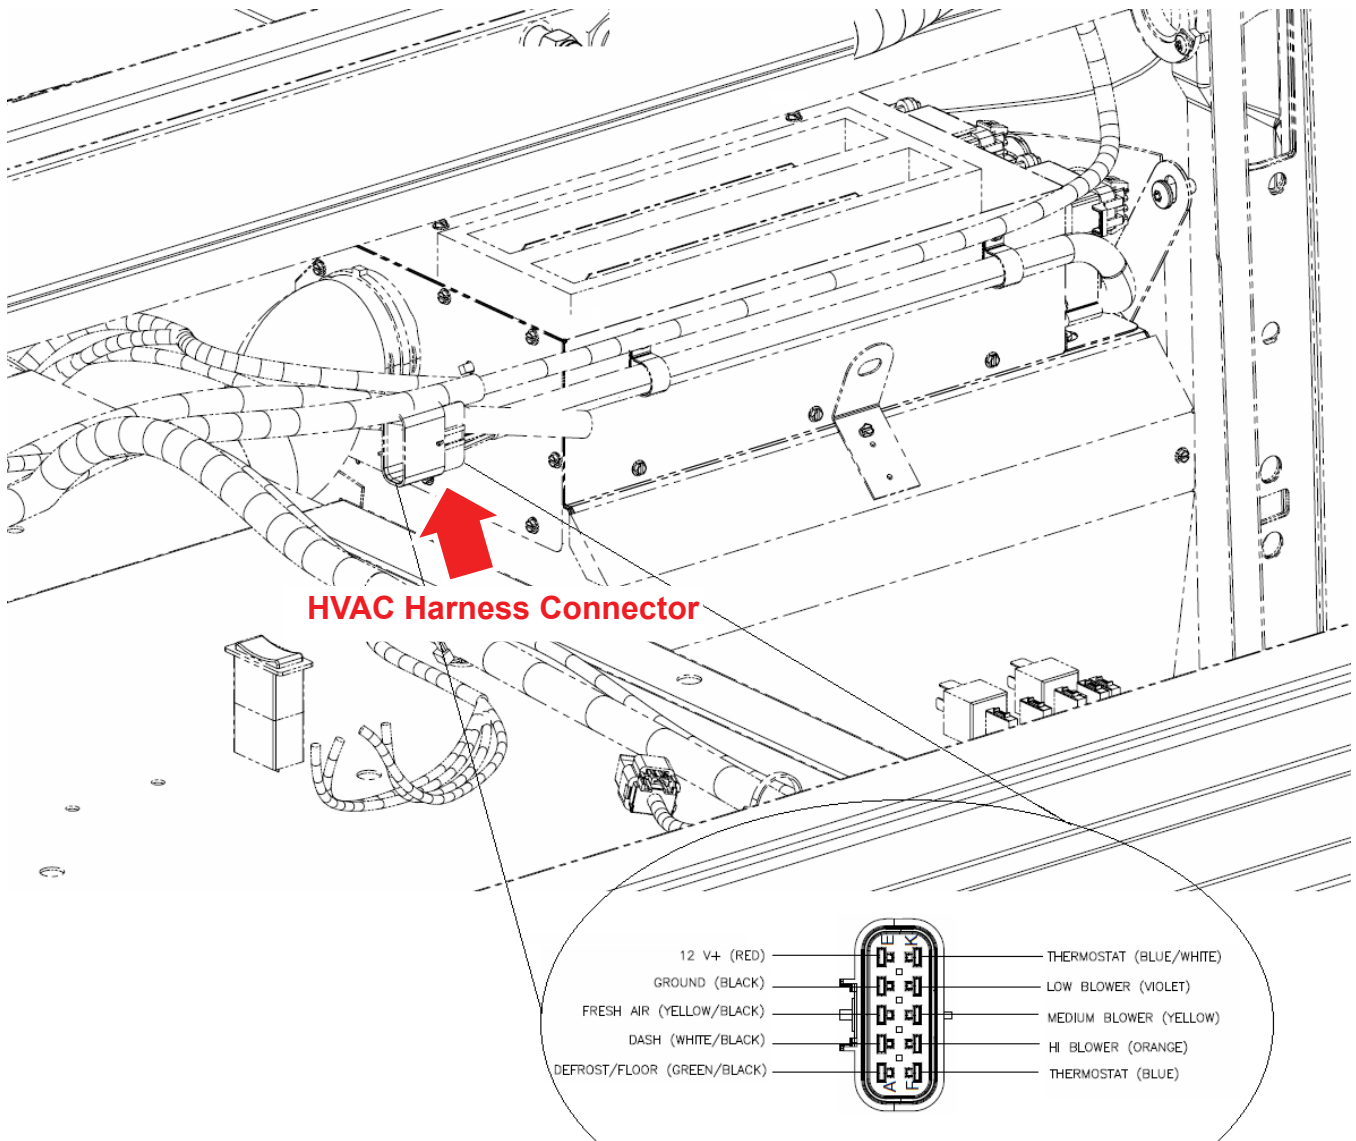 HVAC Harness Connector
E K
12 V+ (RED)
THERMOSTAT (BLUE/WHITE)
GROUND (BLACK)
LOW BLOWER (VIOLET)
FRESH AIR (YELLOW/BLACK)
MEDIUM BLOWER (YELLOW)
DASH (WHITE/BLACK)
HI BLOWER (ORANGE)
DEFROST/FLOOR (GREEN/BLACK)
THERMOSTAT (BLUE)
A F